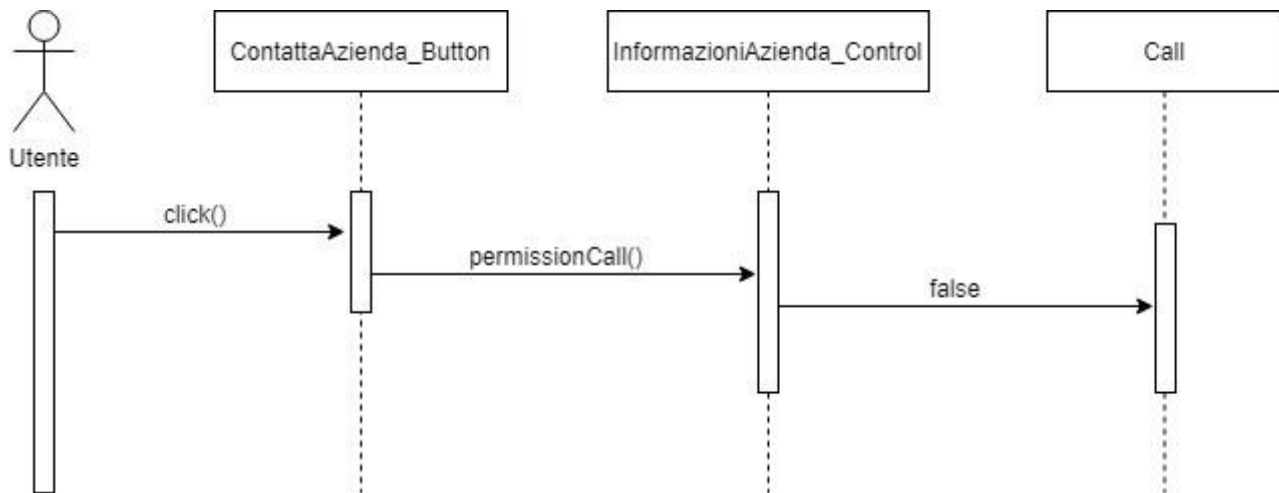 ContattaAzienda_Button
InformazioniAzienda_Control
Call
Utente
click()
permissionCall()
false